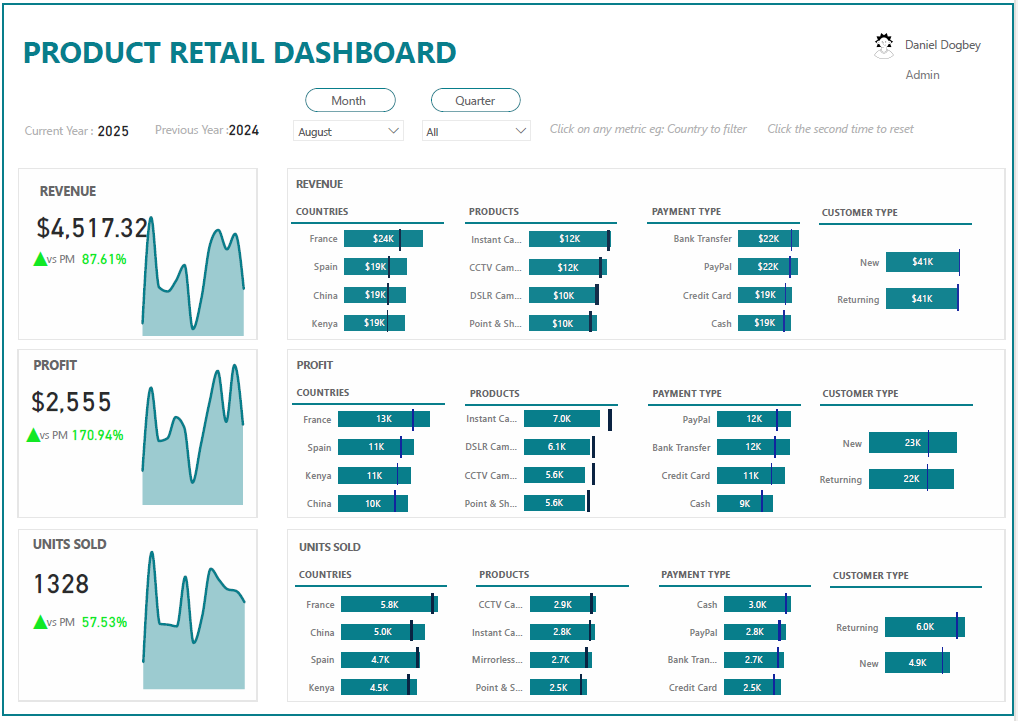 PRODUCT RETAIL DASHBOARD
Daniel Dogbey
Admin
Month
Quarter
Current Year : 2025
Previous Year : 2024
August
All
Click on any metric eg: Country to filter
Click the second time to reset
REVENUE
$4,517.32
vs PM 87.61%
REVENUE
COUNTRIES
France $24K
Spain $19K
China $19K
Kenya $19K
PRODUCTS
Instant Ca... $12K
CCTV Cam... $12K
DSLR Cam... $10K
Point & Sh... $10K
PAYMENT TYPE
Bank Transfer $22K
PayPal $22K
Credit Card $19K
Cash $19K
CUSTOMER TYPE
New $41K
Returning $41K
PROFIT
$2,555
vs PM 170.94%
PROFIT
COUNTRIES
France 13K
Spain 11K
Kenya 11K
China 10K
PRODUCTS
Instant Ca... 7.0K
DSLR Cam... 6.1K
CCTV Cam... 5.6K
Point & Sh... 5.6K
PAYMENT TYPE
PayPal 12K
Bank Transfer 12K
Credit Card 11K
Cash 9K
CUSTOMER TYPE
New 23K
Returning 22K
UNITS SOLD
1328
vs PM 57.53%
UNITS SOLD
COUNTRIES
France 5.8K
China 5.0K
Spain 4.7K
Kenya 4.5K
PRODUCTS
CCTV Ca... 2.9K
Instant Ca... 2.8K
Mirrorless... 2.7K
Point & S... 2.5K
PAYMENT TYPE
Cash 3.0K
PayPal 2.8K
Bank Tran... 2.7K
Credit Card 2.5K
CUSTOMER TYPE
Returning 6.0K
New 4.9K